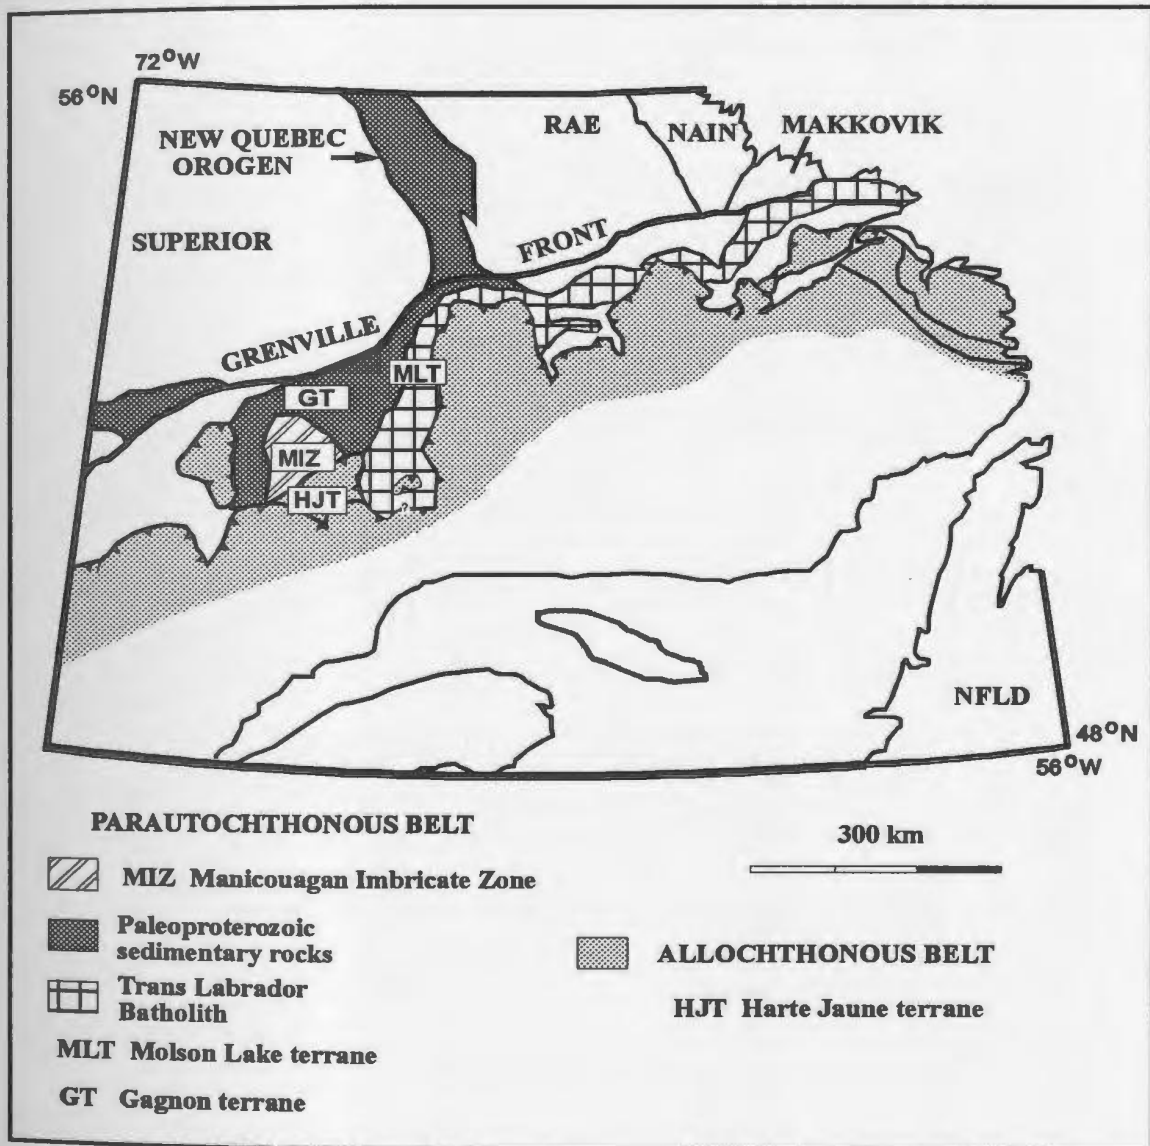 72°W
56°N
NEW QUEBEC
OROGEN
RAE
NAIN
MAKKOVIK
SUPERIOR
FRONT
GRENVILLE
MLT
GT
MIZ
HJT
?
NFLD
48°N
56°W
PARAUTOCHTHONOUS BELT
300 km
MIZ Manicouagan Imbricate Zone
Paleoproterozoic
sedimentary rocks
ALLOCHTHONOUS BELT
Trans Labrador
Batholith
HJT Harte Jaune terrane
MLT Molson Lake terrane
GT Gagnon terrane